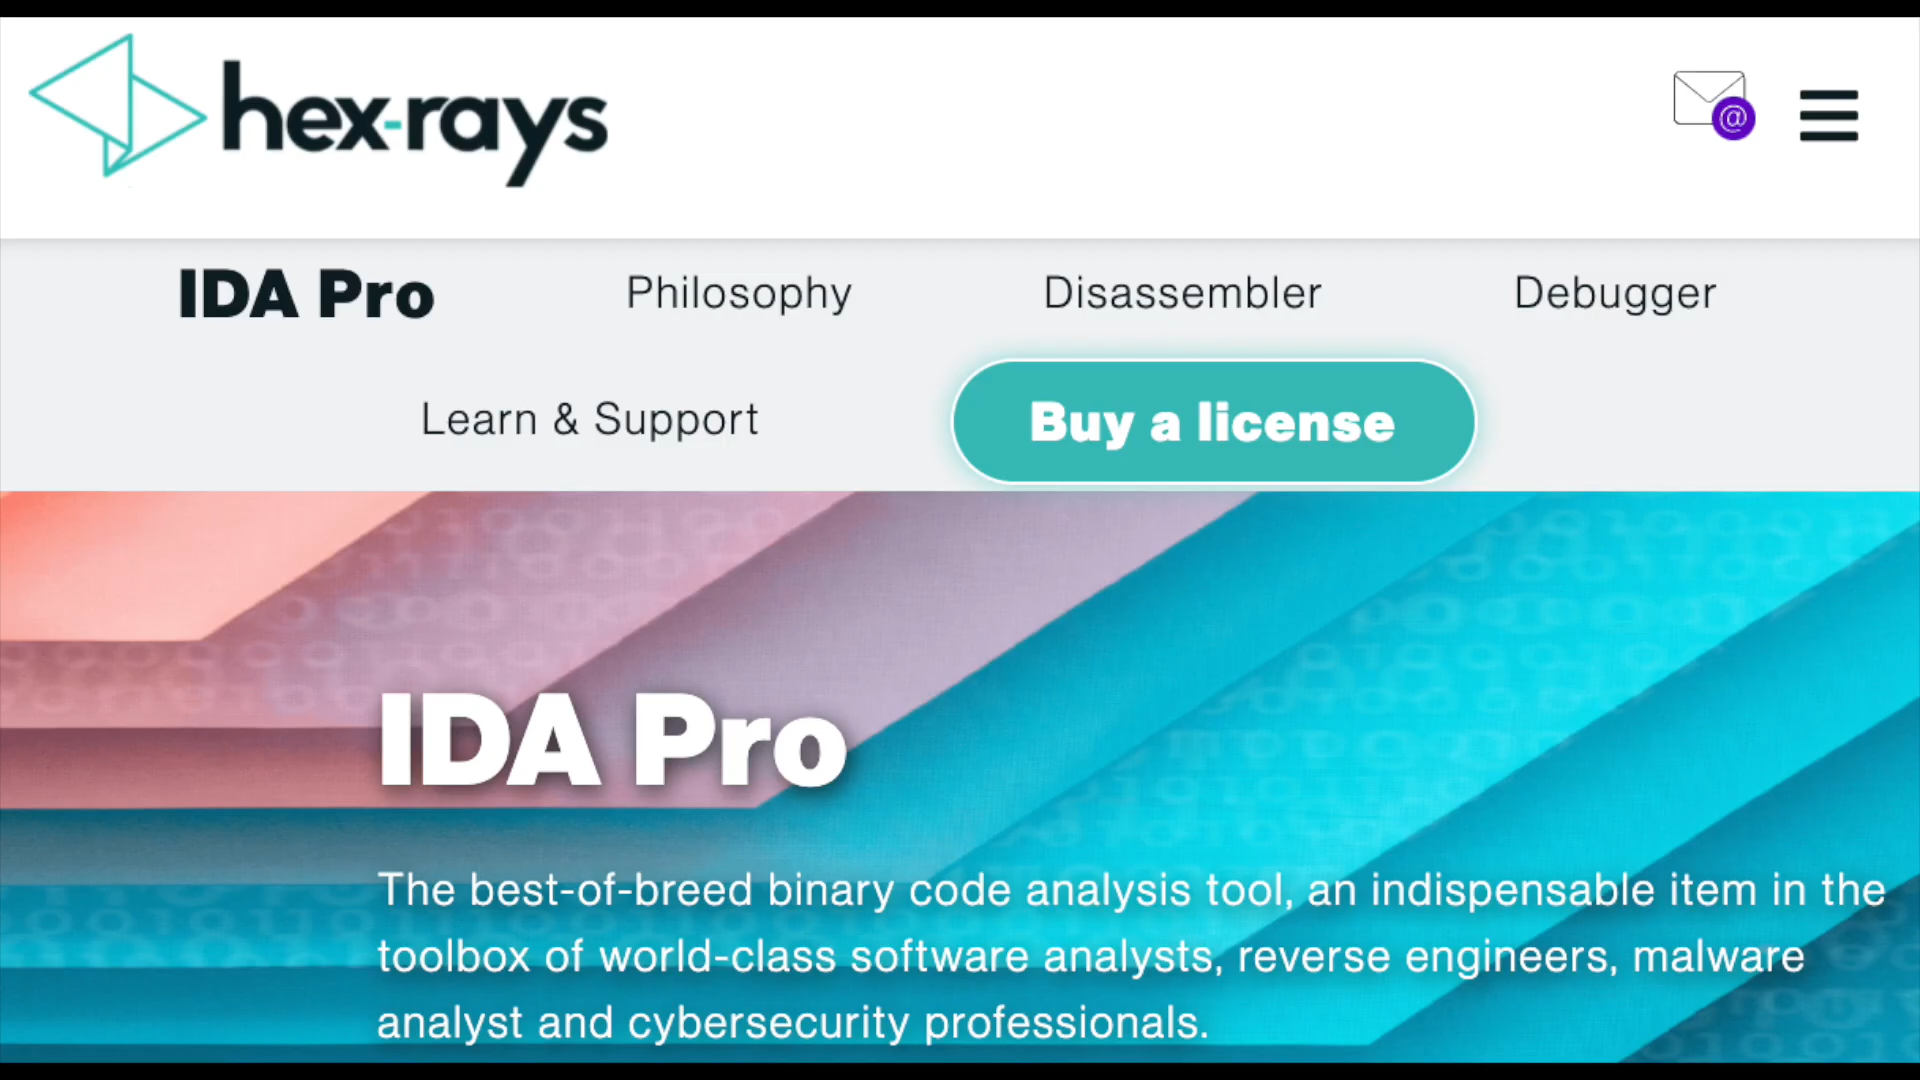 hex-rays
@
IDA Pro
Philosophy
Disassembler
Debugger
Learn & Support
Buy a license
IDA Pro
The best-of-breed binary code analysis tool, an indispensable item in the
toolbox of world-class software analysts, reverse engineers, malware
analyst and cybersecurity professionals.